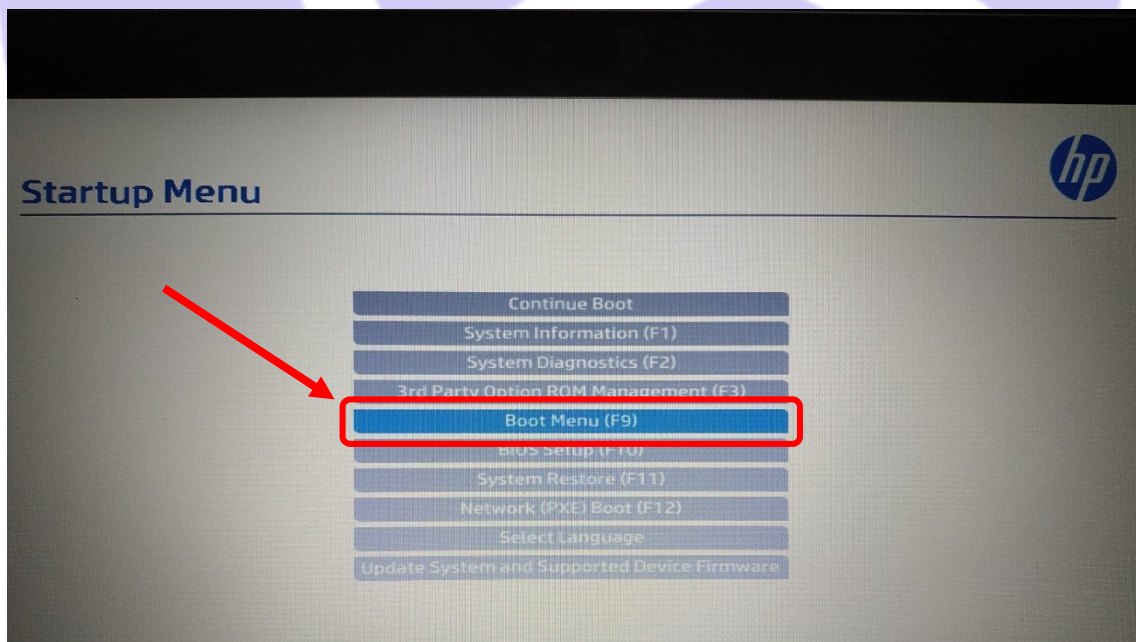 hp
Startup Menu
Continue Boot
System Information (F1)
System Diagnostics (F2)
3rd Party Option ROM Management (F3)
Boot Menu (F9)
BIOS Setup (F10)
System Restore (F11)
Network (PXE) Boot (F12)
Select Language
Update System and Supported Device Firmware